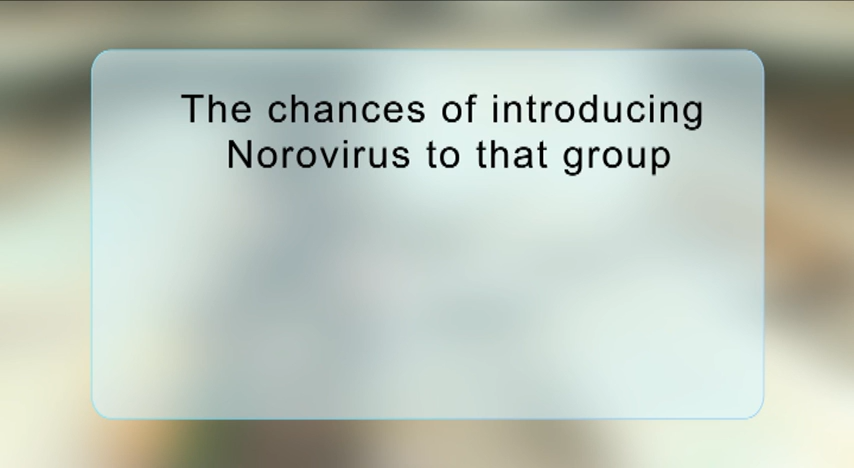 The chances of introducing
Norovirus to that group